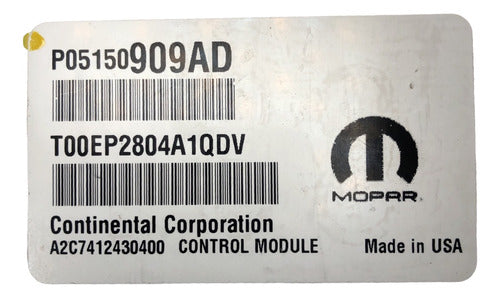 P05150909AD
T00EP2804A1QDV
MOPAR
Continental Corporation
A2C7412430400 CONTROL MODULE Made in USA